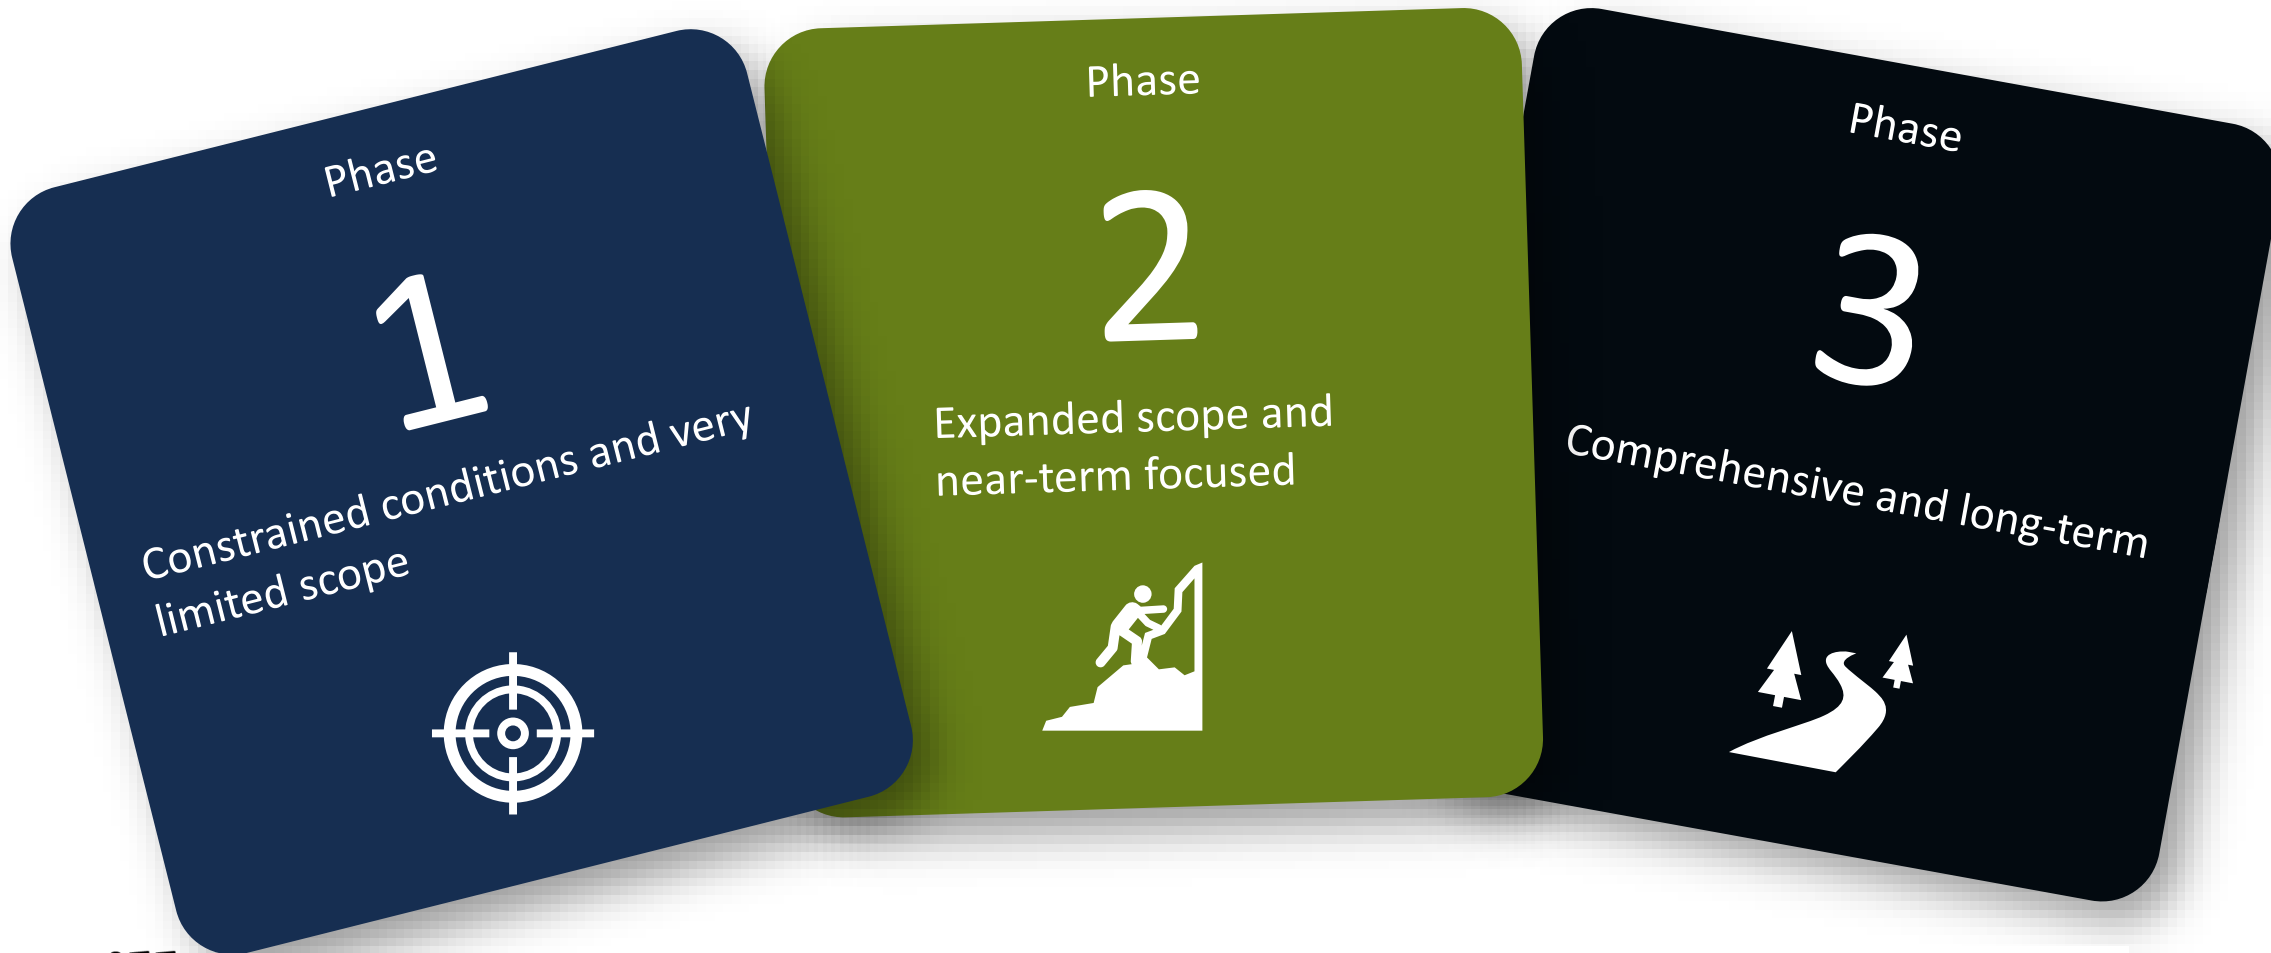 Phase
1
Constrained conditions and very
limited scope
Phase
2
Expanded scope and
near-term focused
Phase
3
Comprehensive and long-term